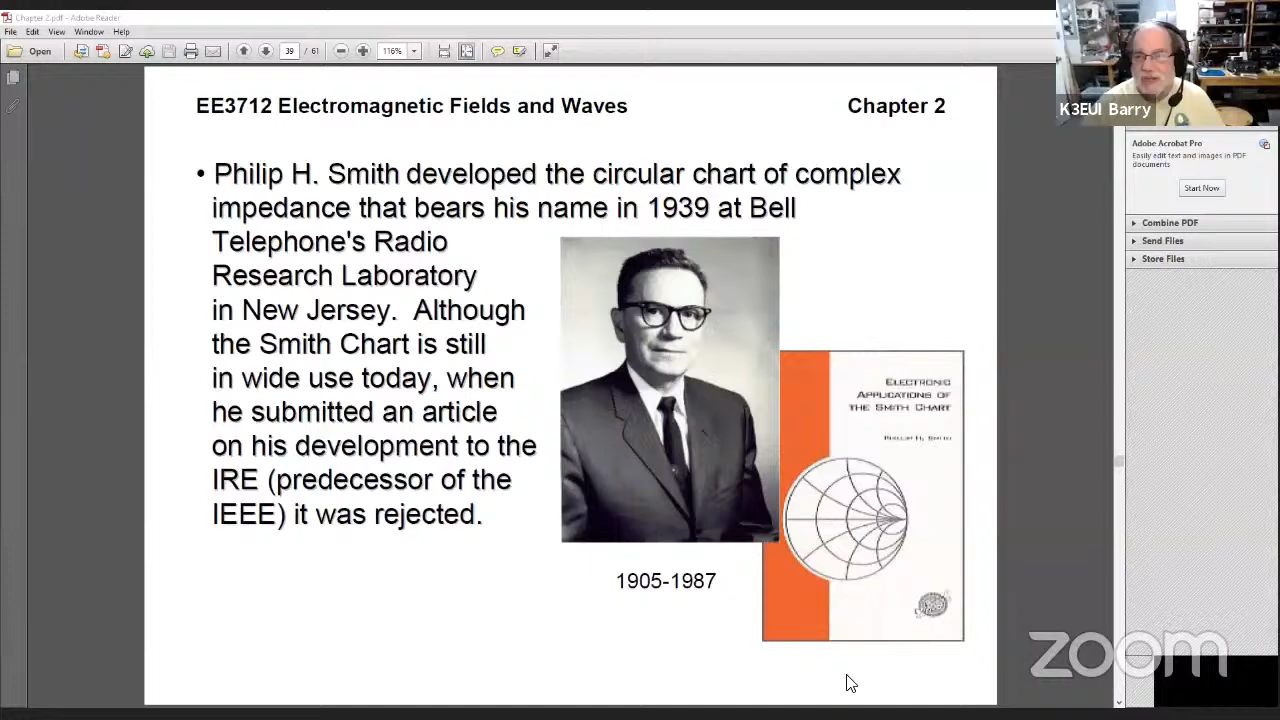 Chapter 2.pdf - Adobe Reader
File Edit View Window Help
Open 39 / 61 116%
K3EUI Barry
Adobe Acrobat Pro
Easily edit text and images in PDF
documents
Start Now
Combine PDF
Send Files
Store Files
EE3712 Electromagnetic Fields and Waves Chapter 2
• Philip H. Smith developed the circular chart of complex
impedance that bears his name in 1939 at Bell
Telephone's Radio
Research Laboratory
in New Jersey. Although
the Smith Chart is still
in wide use today, when
he submitted an article
on his development to the
IRE (predecessor of the
IEEE) it was rejected.
1905-1987
ELECTRONIC
APPLICATIONS OF
THE SMITH CHART
PHILLIP H. SMITH
zoom